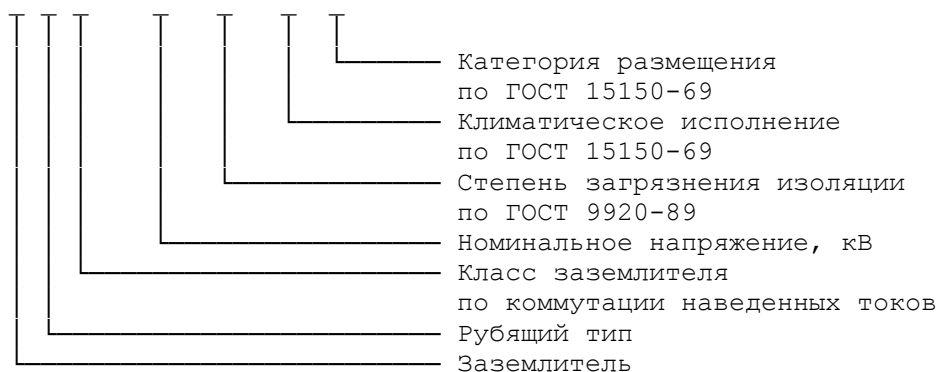 Категория размещения
по ГОСТ 15150-69
Климатическое исполнение
по ГОСТ 15150-69
Степень загрязнения изоляции
по ГОСТ 9920-89
Номинальное напряжение, кВ
Класс заземлителя
по коммутации наведенных токов
Рубящий тип
Заземлитель